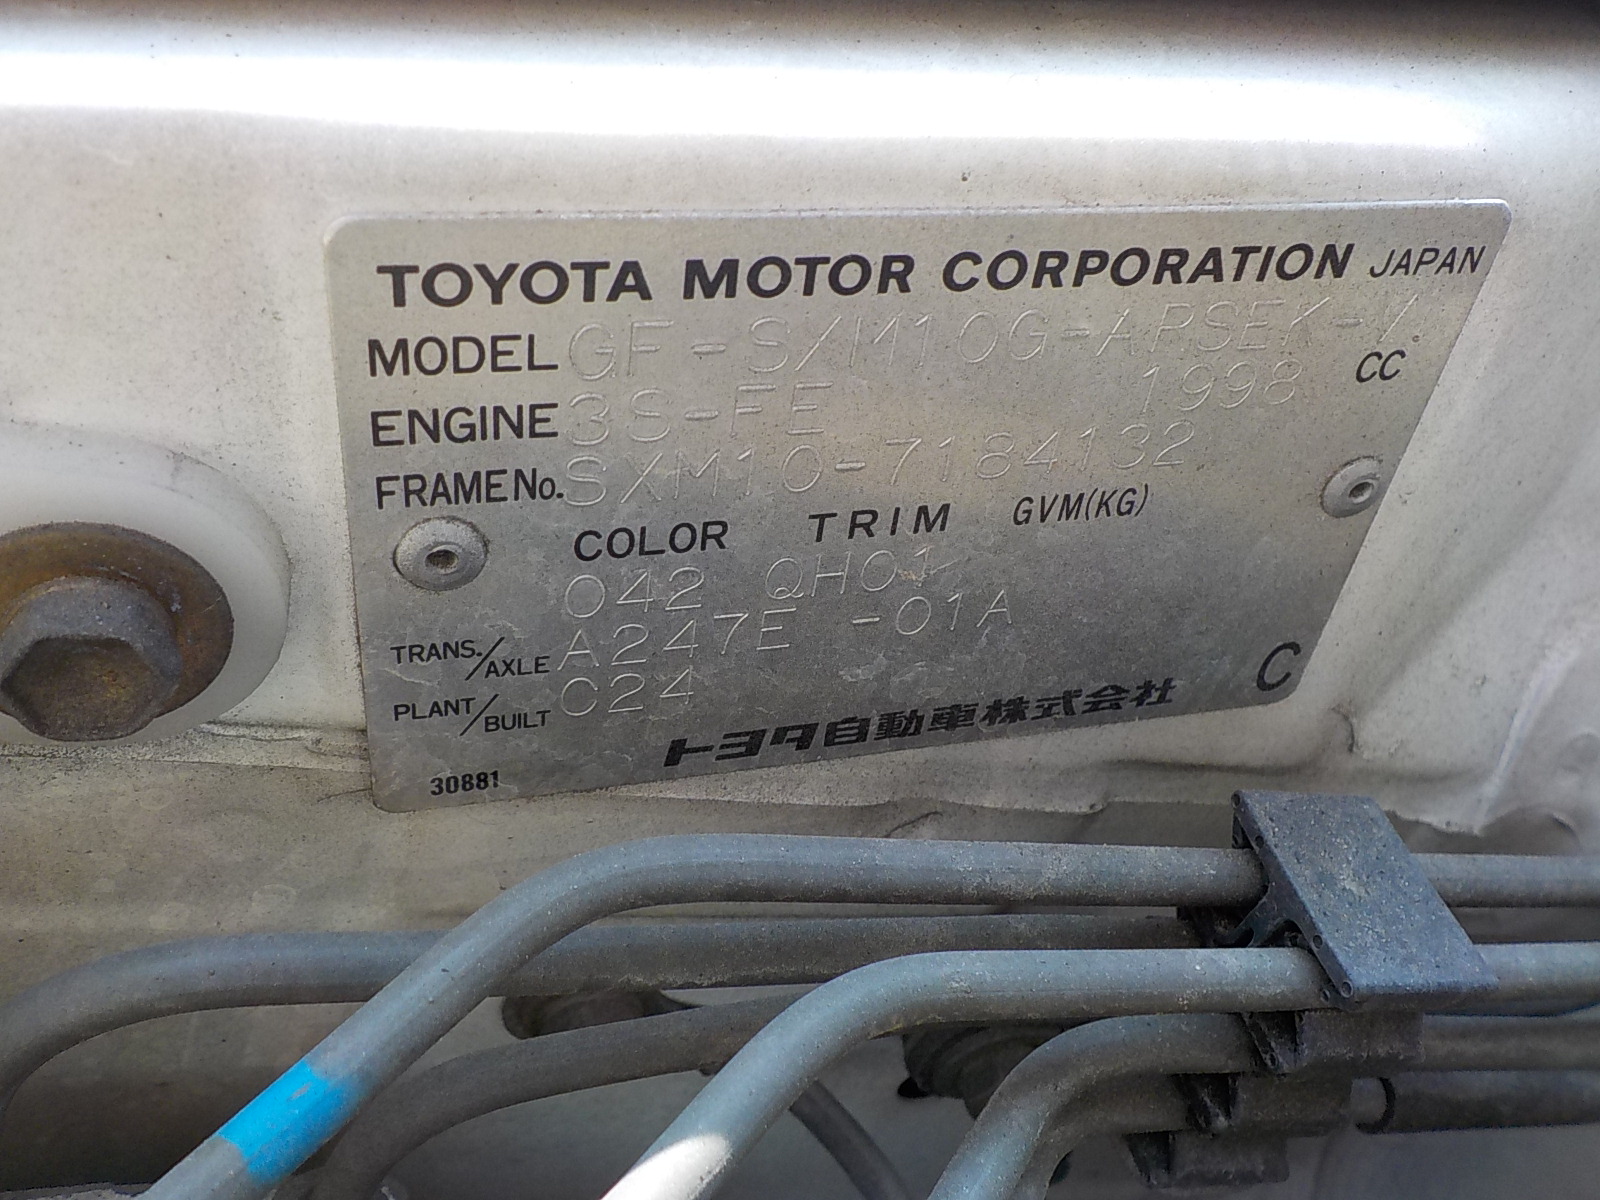 TOYOTA MOTOR CORPORATION JAPAN
MODEL GF-SXM10G-APSEK-V.
ENGINE 3S-FE 1998 CC
FRAME No. SXM10-7184132
COLOR TRIM GVM(KG)
042 QH01
TRANS./AXLE A247E -01A
PLANT/BUILT C24
トヨタ自動車株式会社 C
30881